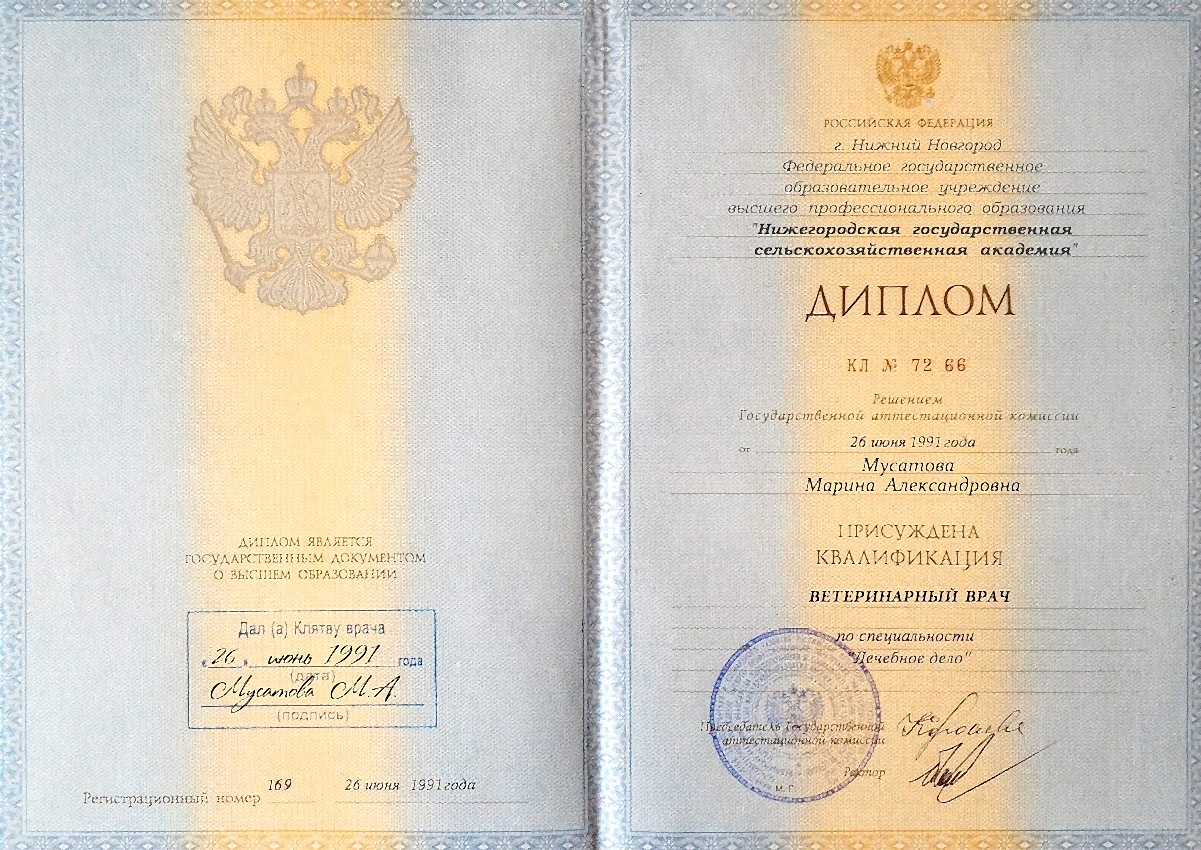 ДИПЛОМ ЯВЛЯЕТСЯ
ГОСУДАРСТВЕННЫМ ДОКУМЕНТОМ
О ВЫСШЕМ ОБРАЗОВАНИИ
Дал (а) Клятву врача
"26" июнь 1991 года
(дата)
Мусатова М.А.
(подпись)
Регистрационный номер 169 26 июня 1991 года
РОССИЙСКАЯ ФЕДЕРАЦИЯ
г. Нижний Новгород
Федеральное государственное
образовательное учреждение
высшего профессионального образования
"Нижегородская государственная
сельскохозяйственная академия"
ДИПЛОМ
КЛ № 72 66
Решением
Государственной аттестационной комиссии
от 26 июня 1991 года года
Мусатова
Марина Александровна
ПРИСУЖДЕНА
КВАЛИФИКАЦИЯ
ВЕТЕРИНАРНЫЙ ВРАЧ
по специальности
"Лечебное дело"
Председатель Государственной
аттестационной комиссии
Ректор
М. П.